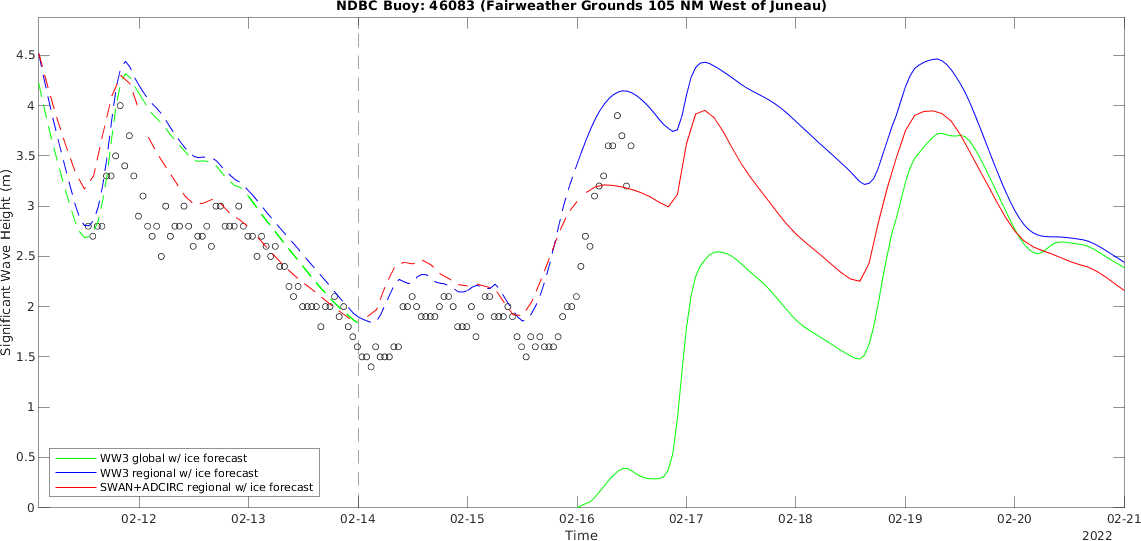 NDBC Buoy: 46083 (Fairweather Grounds 105 NM West of Juneau)
Significant Wave Height (m)
4.5
4
3.5
3
2.5
2
1.5
1
0.5
0
WW3 global w/ ice forecast
WW3 regional w/ ice forecast
SWAN+ADCIRC regional w/ ice forecast
02-12 02-13 02-14 02-15 02-16 02-17 02-18 02-19 02-20 02-21
Time
2022